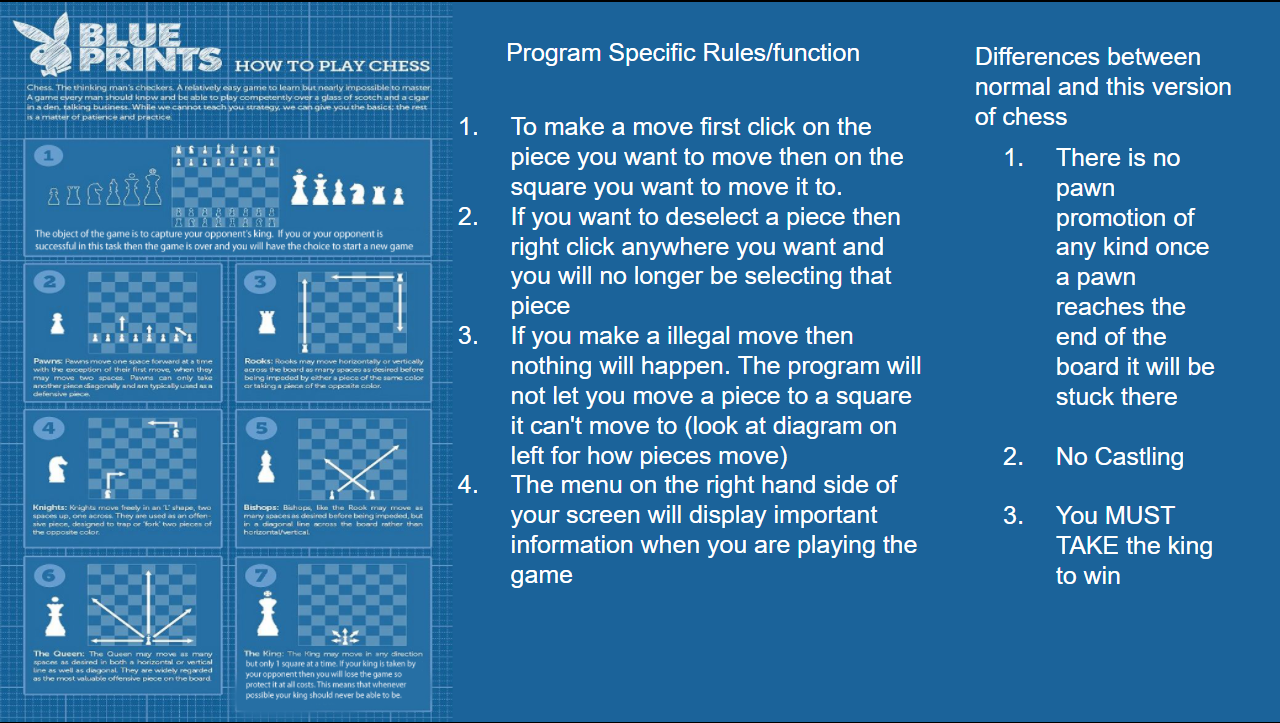 BLUE
PRINTS
HOW TO PLAY CHESS
Chess. The thinking man's checkers. A relatively easy game to learn but nearly impossible to master.
A game every man should know and be able to play competently over a glass of scotch and a cigar
in a den, talking business. While we cannot teach you strategy, we can give you the basics; the rest
is a matter of patience and practice.
1
The object of the game is to capture your opponent's king. If you or your opponent is
successful in this task then the game is over and you will have the choice to start a new game
2
Pawns: Pawns move one space forward at a time
with the exception of their first move, when they
may move two spaces. Pawns can only take
another piece diagonally and are typically used as a
defensive piece.
3
Rooks: Rooks may move horizontally or vertically
across the board as many spaces as desired before
being impeded by either a piece of the same color
or taking a piece of the opposite color.
4
Knights: Knights move freely in an 'L' shape, two
spaces up, one across. They are used as an offen-
sive piece, designed to trap or 'fork' two pieces of
the opposite color.
5
Bishops: Bishops, like the Rook may move as
many spaces as desired before being impeded, but
in a diagonal line across the board rather than
horizontal/vertical.
6
The Queen: The Queen may move as many
spaces as desired in both a horizontal or vertical
line as well as diagonal. They are widely regarded
as the most valuable offensive piece on the board.
7
The King: The King may move in any direction
but only 1 square at a time. If your king is taken by
your opponent then you will lose the game so
protect it at all costs. This means that whenever
possible your king should never be able to be.
Program Specific Rules/function
1. To make a move first click on the
piece you want to move then on the
square you want to move it to.
2. If you want to deselect a piece then
right click anywhere you want and
you will no longer be selecting that
piece
3. If you make a illegal move then
nothing will happen. The program will
not let you move a piece to a square
it can't move to (look at diagram on
left for how pieces move)
4. The menu on the right hand side of
your screen will display important
information when you are playing the
game
Differences between
normal and this version
of chess
1. There is no
pawn
promotion of
any kind once
a pawn
reaches the
end of the
board it will be
stuck there
2. No Castling
3. You MUST
TAKE the king
to win